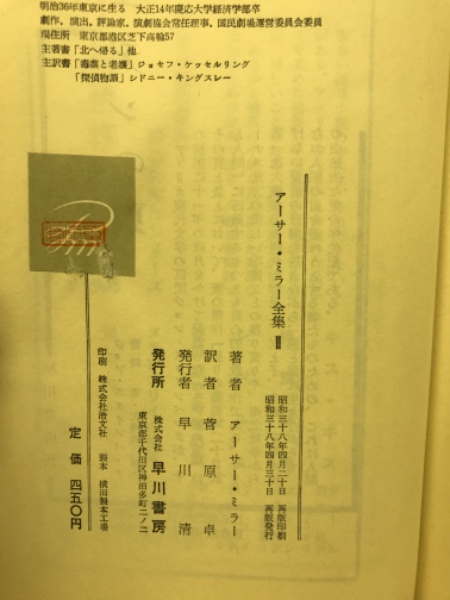 明治36年東京に生る　大正14年慶応大学経済学部卒
劇作，演出，評論家，演劇協会常任理事，国民劇場運営委員会委員
現住所　東京都港区芝下高輪57
主著書「北へ帰る」他
主訳書「毒薬と老嬢」ジョセフ・ケッセルリング
「探偵物語」シドニー・キングスレー
アーサー・ミラー全集 Ⅱ
昭和三十八年四月二十日　再版印刷
昭和三十八年四月三十日　再版発行
著者　アーサー・ミラー
訳者　菅原卓
発行者　早川清
発行所　株式会社　早川書房
東京都千代田区神田多町二ノ二
定価　四五〇円
印刷　株式会社浩文社　製本　横田製本工場